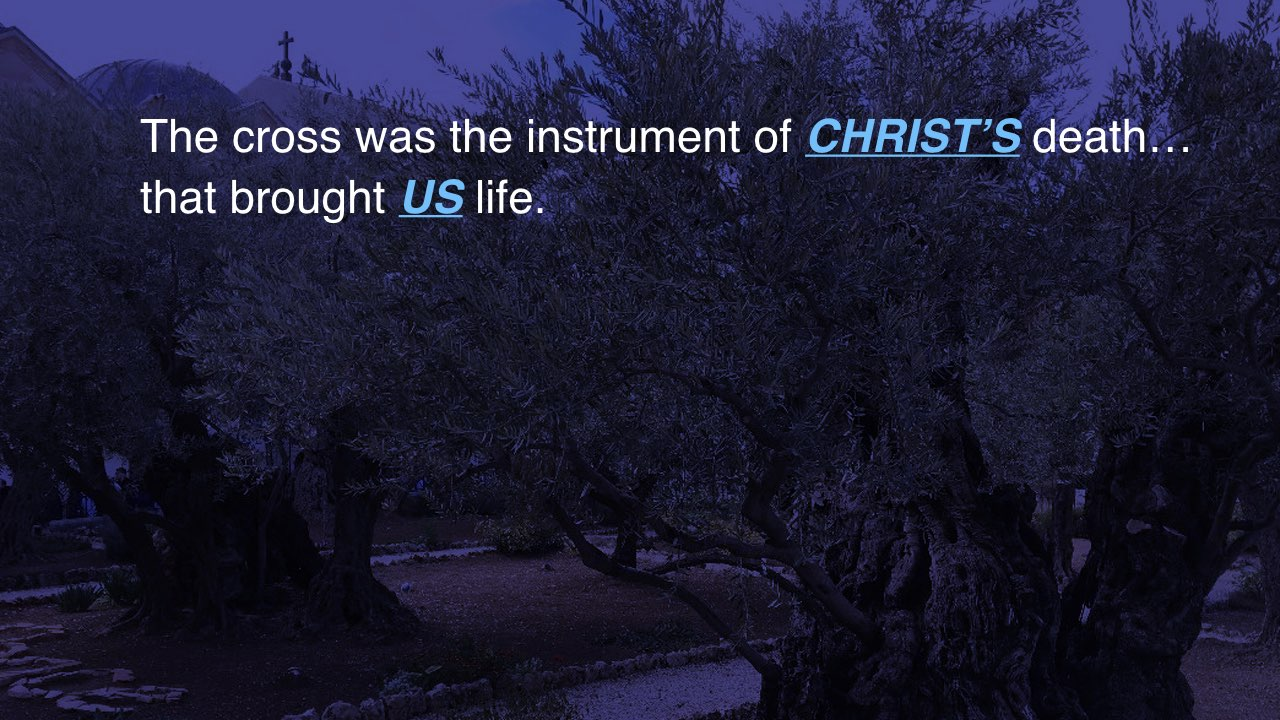 The cross was the instrument of CHRIST’S death…
that brought US life.